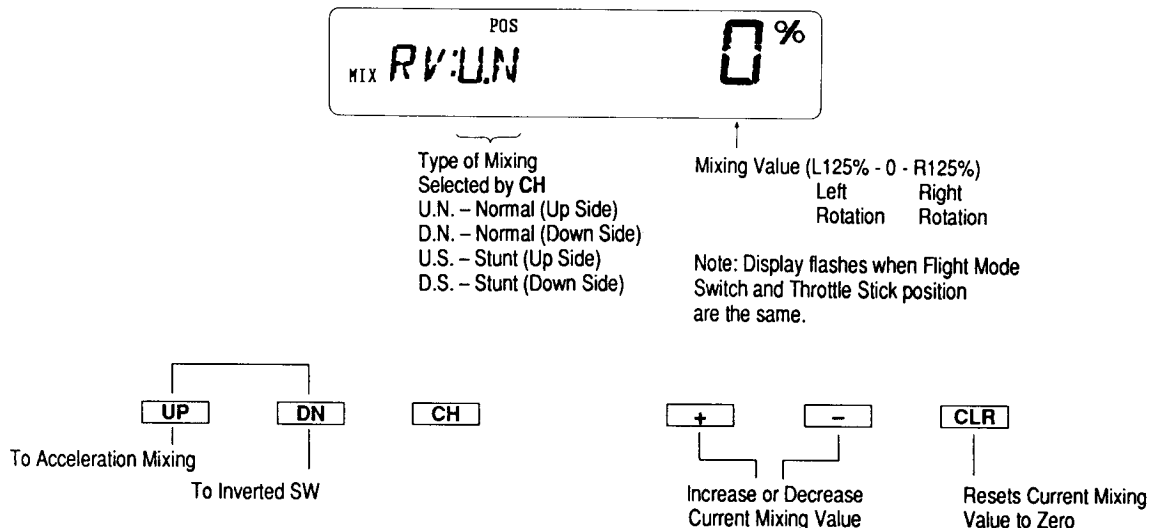 POS
MIX RV:U.N 0%
Type of Mixing
Selected by CH
U.N. – Normal (Up Side)
D.N. – Normal (Down Side)
U.S. – Stunt (Up Side)
D.S. – Stunt (Down Side)
Mixing Value (L125% - 0 - R125%)
Left Right
Rotation Rotation
Note: Display flashes when Flight Mode
Switch and Throttle Stick position
are the same.
UP DN CH + – CLR
To Acceleration Mixing
To Inverted SW
Increase or Decrease
Current Mixing Value
Resets Current Mixing
Value to Zero